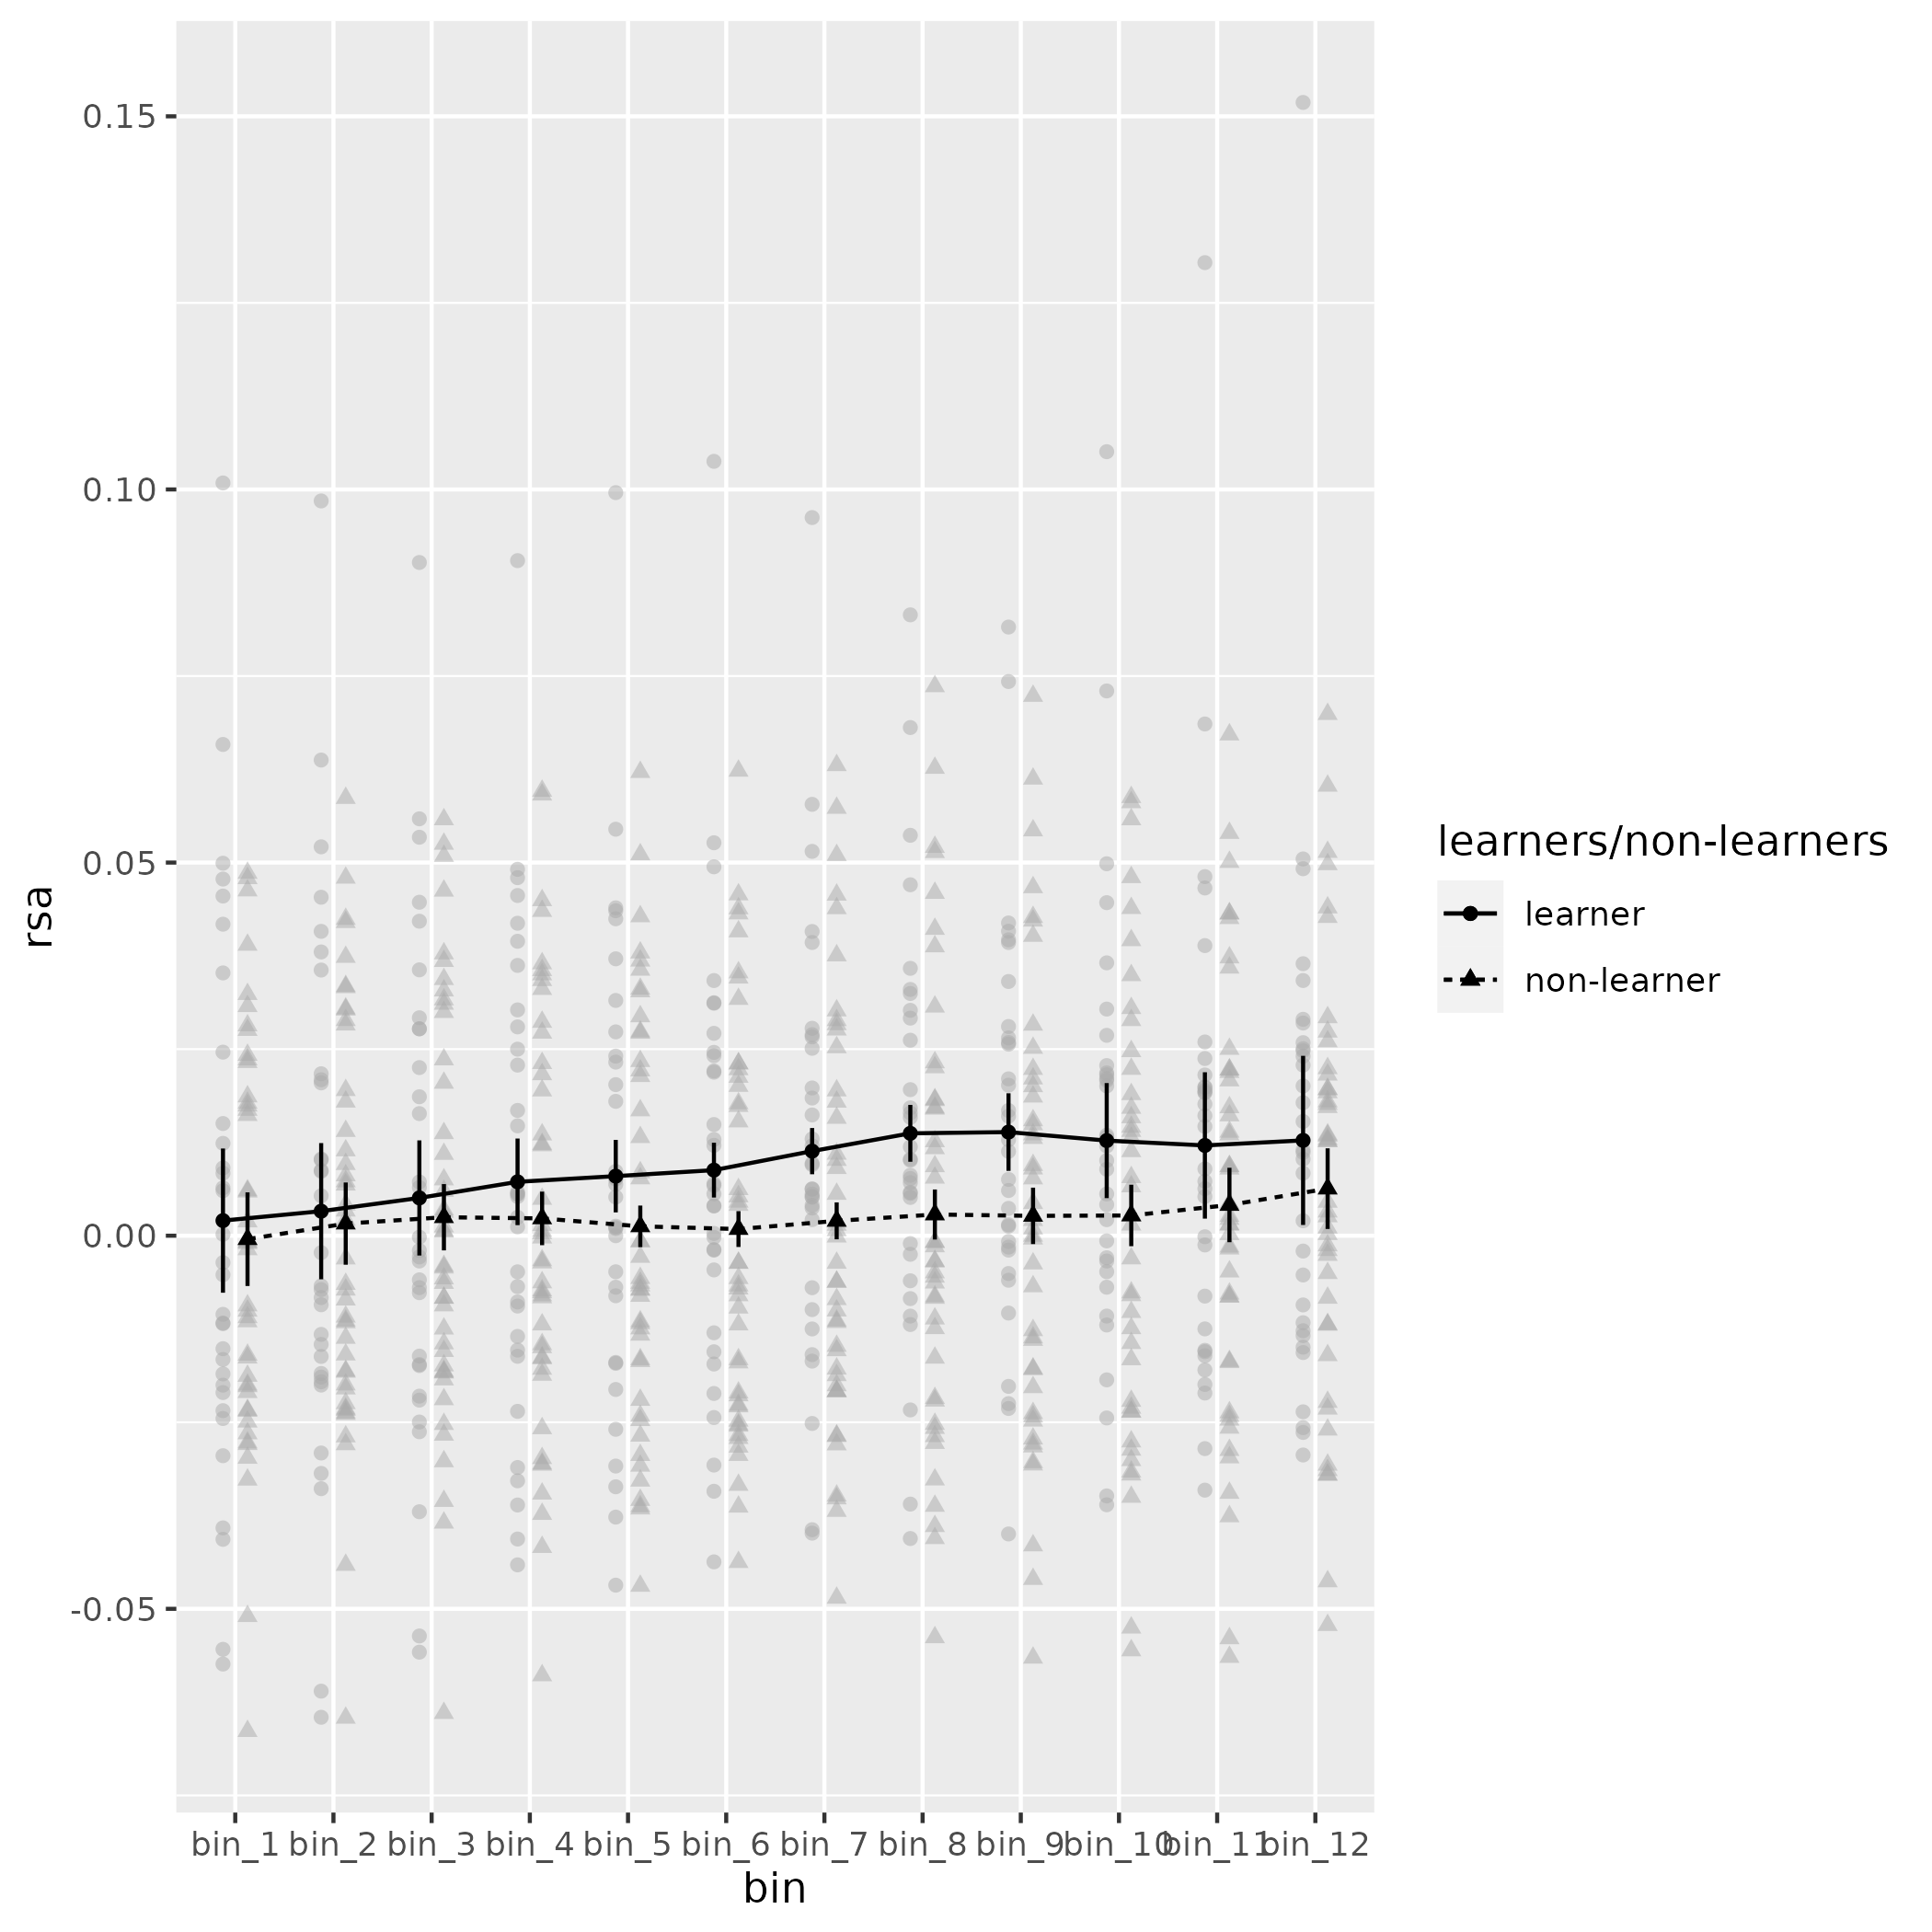 0.15
0.10
0.05
0.00
-0.05
rsa
bin_1 bin_2 bin_3 bin_4 bin_5 bin_6 bin_7 bin_8 bin_9 bin_10 bin_11 bin_12
bin
learners/non-learners
learner
non-learner